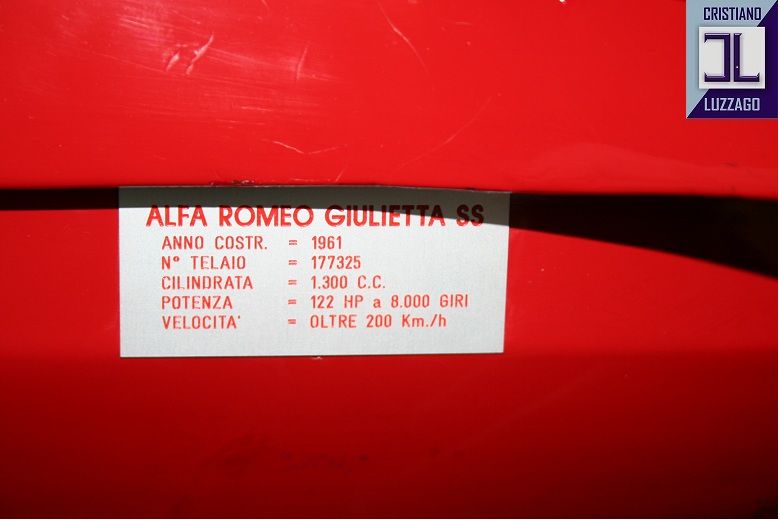 CRISTIANO
LUZZAGO
ALFA ROMEO GIULIETTA SS
ANNO COSTR. = 1961
N° TELAIO = 177325
CILINDRATA = 1.300 C.C.
POTENZA = 122 HP a 8.000 GIRI
VELOCITA' = OLTRE 200 Km./h